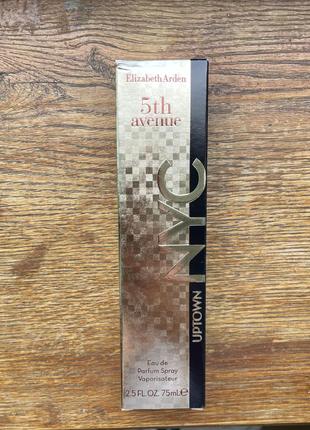 Elizabeth Arden
5th
avenue
NYC
UPTOWN
Eau de
Parfum Spray
Vaporisateur
2.5 FL.OZ. 75mL℮